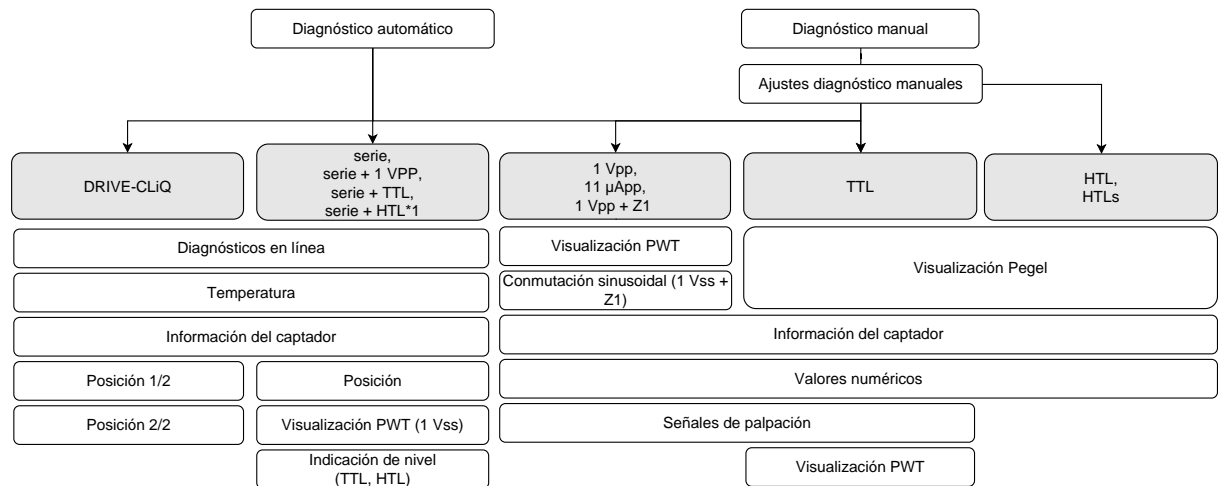 Diagnóstico automático
Diagnóstico manual
Ajustes diagnóstico manuales
DRIVE-CLiQ
serie,
serie + 1 VPP,
serie + TTL,
serie + HTL*1
1 Vpp,
11 µApp,
1 Vpp + Z1
TTL
HTL,
HTLs
Diagnósticos en línea
Visualización PWT
Visualización Pegel
Temperatura
Conmutación sinusoidal (1 Vss +
Z1)
Información del captador
Información del captador
Posición 1/2
Posición
Valores numéricos
Posición 2/2
Visualización PWT (1 Vss)
Señales de palpación
Indicación de nivel
(TTL, HTL)
Visualización PWT